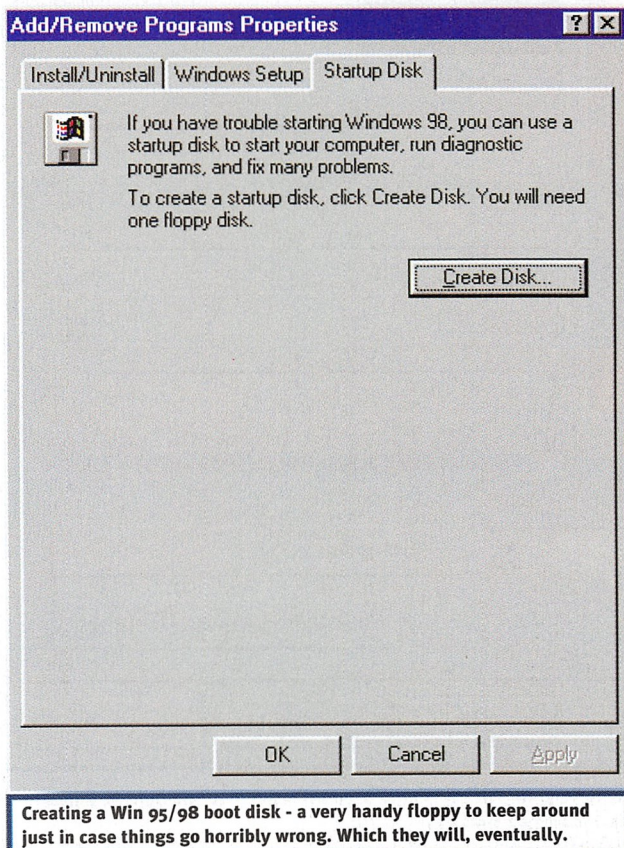 Add/Remove Programs Properties
Install/Uninstall Windows Setup Startup Disk
If you have trouble starting Windows 98, you can use a
startup disk to start your computer, run diagnostic
programs, and fix many problems.
To create a startup disk, click Create Disk. You will need
one floppy disk.
Create Disk...
OK Cancel Apply
Creating a Win 95/98 boot disk - a very handy floppy to keep around
just in case things go horribly wrong. Which they will, eventually.